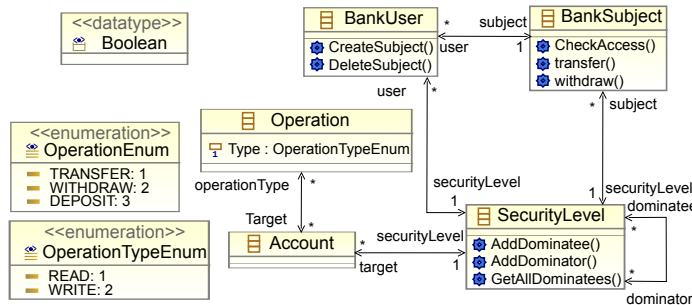 <<datatype>>
Boolean
BankUser
CreateSubject()
DeleteSubject()
*
subject
user
1
BankSubject
CheckAccess()
transfer()
withdraw()
user
*
*
subject
Operation
1
Type : OperationTypeEnum
<<enumeration>>
OperationEnum
TRANSFER: 1
WITHDRAW: 2
DEPOSIT: 3
operationType
*
securityLevel
1
1
securityLevel
dominatee
Target
*
<<enumeration>>
OperationTypeEnum
READ: 1
WRITE: 2
Account
*
securityLevel
target
1
SecurityLevel
AddDominatee()
AddDominator()
GetAllDominatees()
*
*
dominator